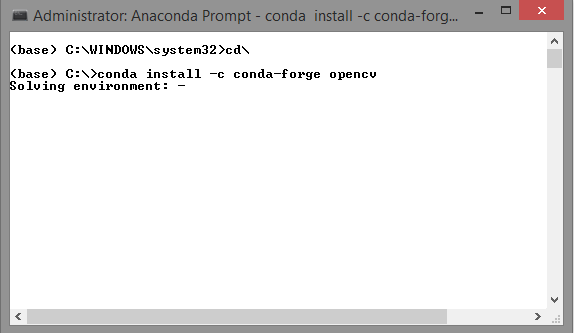 Administrator: Anaconda Prompt - conda  install -c conda-forg...
(base) C:\WINDOWS\system32>cd\
(base) C:\>conda install -c conda-forge opencv
Solving environment: -